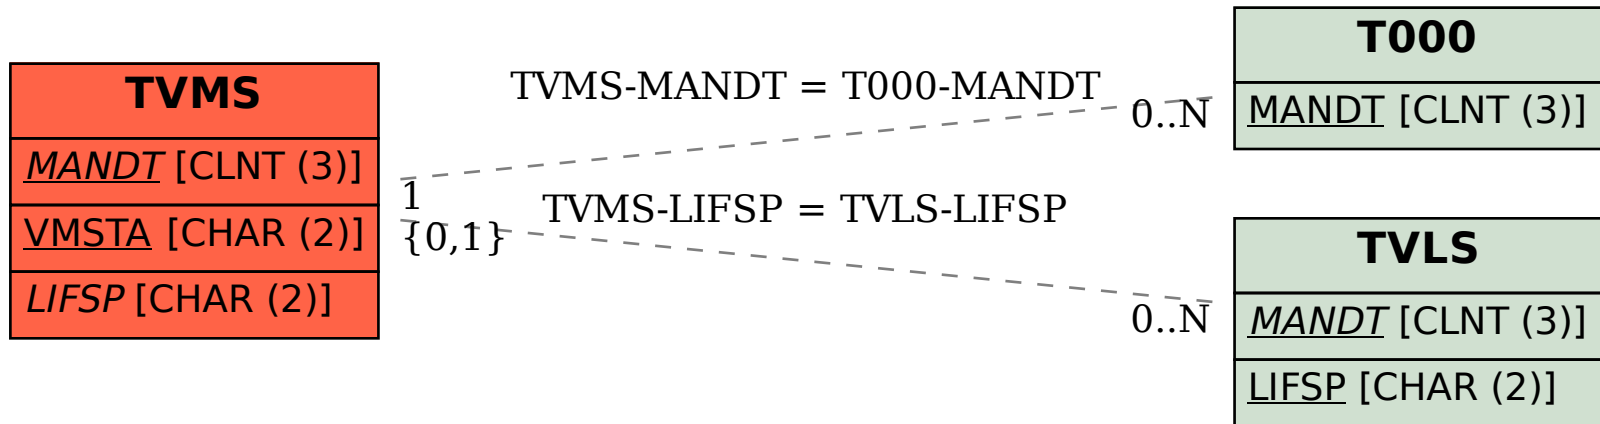 TVMS
MANDT [CLNT (3)]
VMSTA [CHAR (2)]
LIFSP [CHAR (2)]
TVMS-MANDT = T000-MANDT
1
0..N
TVMS-LIFSP = TVLS-LIFSP
{0,1}
0..N
T000
MANDT [CLNT (3)]
TVLS
MANDT [CLNT (3)]
LIFSP [CHAR (2)]